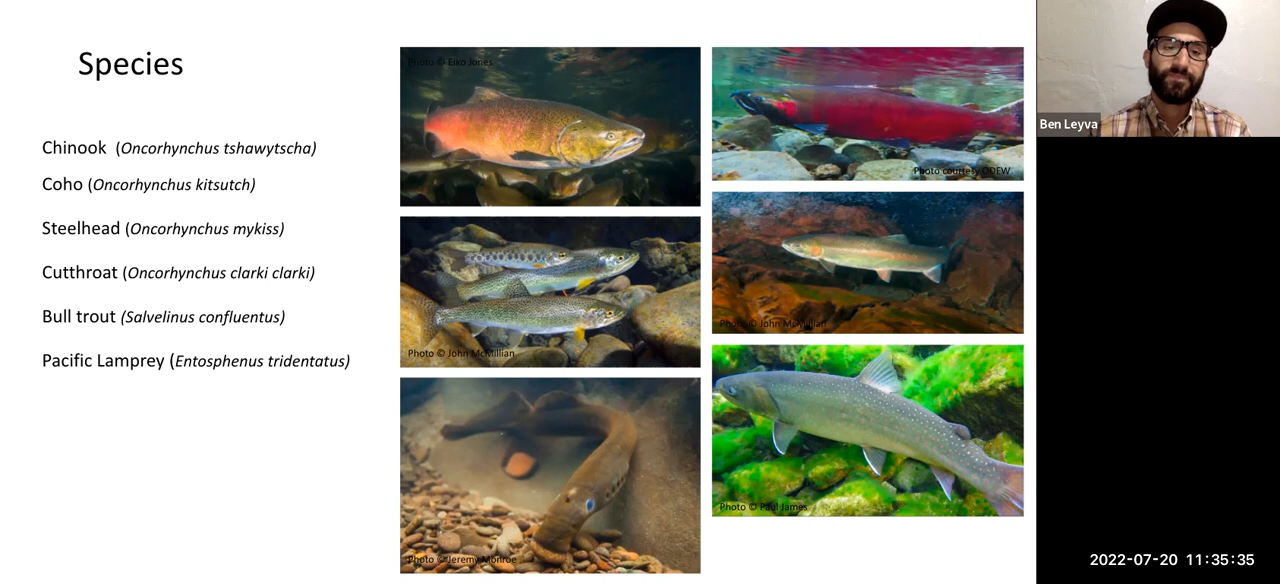 Species
Chinook (Oncorhynchus tshawytscha)
Coho (Oncorhynchus kitsutch)
Steelhead (Oncorhynchus mykiss)
Cutthroat (Oncorhynchus clarki clarki)
Bull trout (Salvelinus confluentus)
Pacific Lamprey (Entosphenus tridentatus)
Photo © Eiko Jones
Photo courtesy ODFW
Photo © John McMillian
Photo © John McMillian
Photo © Jeremy Monroe
Photo © Paul James
Ben Leyva
2022-07-20 11:35:35